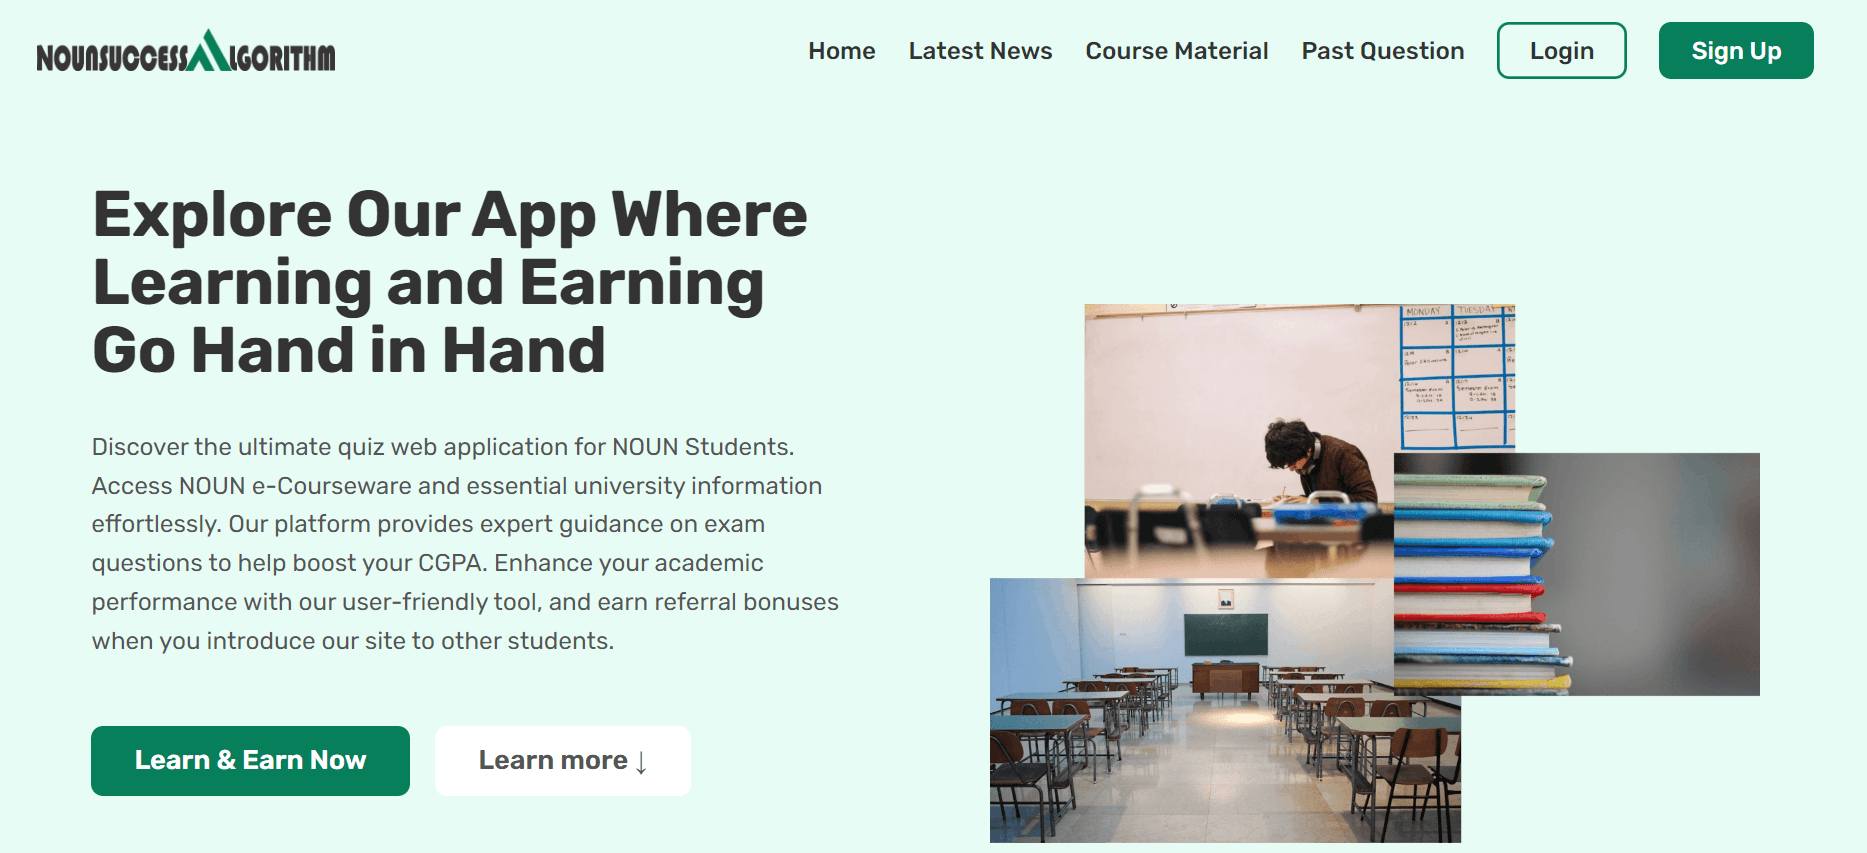 NOUNSUCCESSALGORITHM
Home Latest News Course Material Past Question Login Sign Up
Explore Our App Where
Learning and Earning
Go Hand in Hand
Discover the ultimate quiz web application for NOUN Students.
Access NOUN e-Courseware and essential university information
effortlessly. Our platform provides expert guidance on exam
questions to help boost your CGPA. Enhance your academic
performance with our user-friendly tool, and earn referral bonuses
when you introduce our site to other students.
Learn & Earn Now Learn more ↓
MONDAY TUESDAY